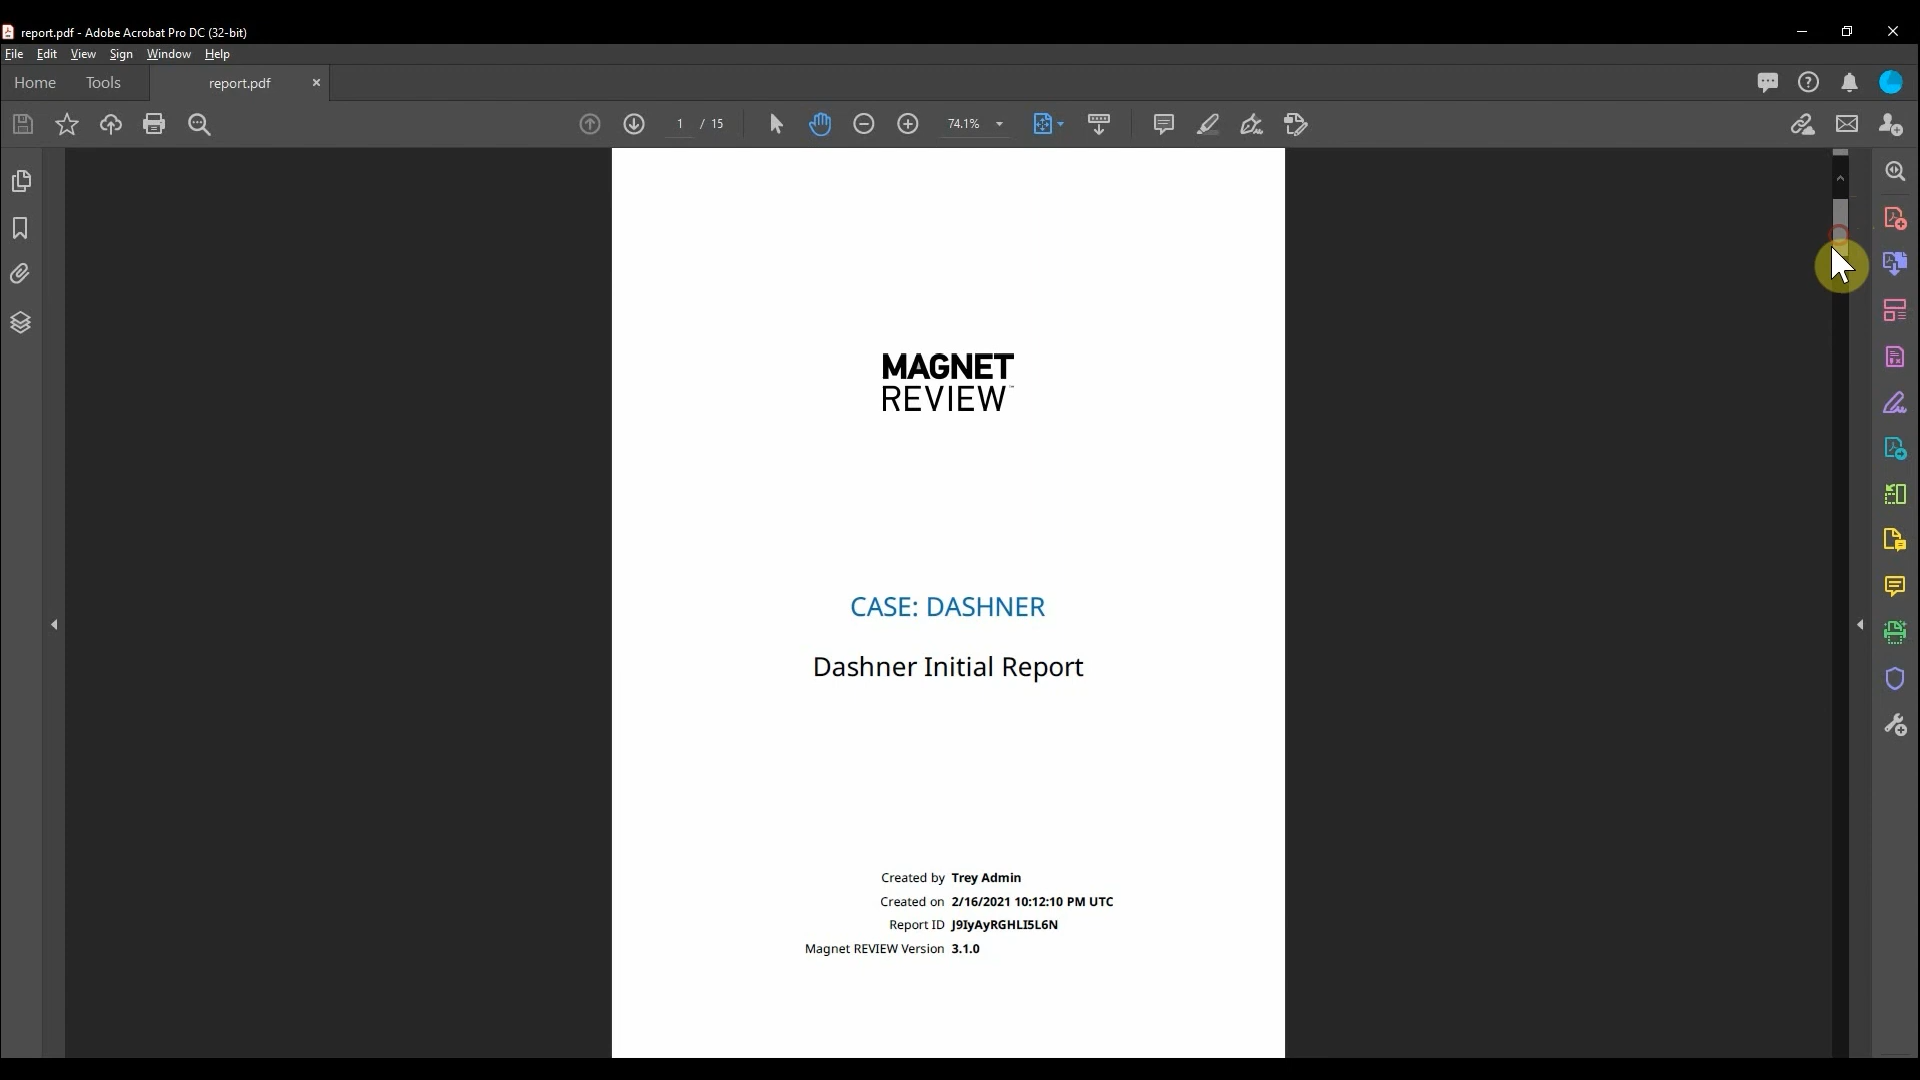 report.pdf - Adobe Acrobat Pro DC (32-bit)
File Edit View Sign Window Help
Home Tools report.pdf
1 / 15 74.1%
MAGNET
REVIEW™
CASE: DASHNER
Dashner Initial Report
Created by Trey Admin
Created on 2/16/2021 10:12:10 PM UTC
Report ID J9IyAyRGHLI5L6N
Magnet REVIEW Version 3.1.0